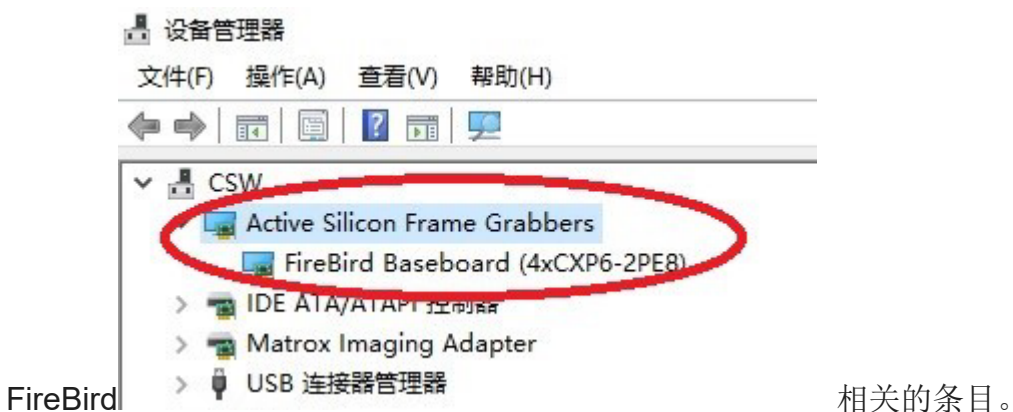 设备管理器
文件(F) 操作(A) 查看(V) 帮助(H)
CSW
Active Silicon Frame Grabbers
FireBird Baseboard (4xCXP6-2PE8)
IDE ATA/ATAPI 控制器
Matrox Imaging Adapter
USB 连接器管理器
FireBird 相关的条目。